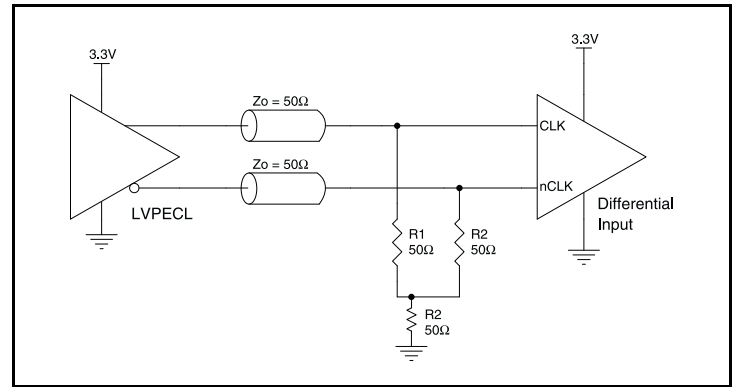 3.3V
3.3V
Zo = 50Ω
CLK
Zo = 50Ω
nCLK
LVPECL
Differential
Input
R1
50Ω
R2
50Ω
R2
50Ω